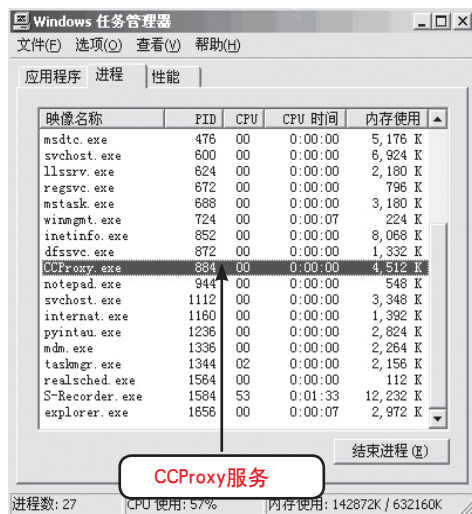 Windows 任务管理器
文件(F) 选项(O) 查看(V) 帮助(H)
应用程序 进程 性能
映像名称 PID CPU CPU 时间 内存使用
msdtc.exe 476 00 0:00:00 5,176 K
svchost.exe 600 00 0:00:00 6,924 K
llssrv.exe 624 00 0:00:00 2,180 K
regsvc.exe 672 00 0:00:00 796 K
mstask.exe 688 00 0:00:00 3,180 K
winmgmt.exe 724 00 0:00:07 224 K
inetinfo.exe 852 00 0:00:00 8,068 K
dfssvc.exe 872 00 0:00:00 1,332 K
CCProxy.exe 884 00 0:00:00 4,512 K
notepad.exe 944 00 0:00:00 548 K
svchost.exe 1112 00 0:00:00 3,348 K
internat.exe 1160 00 0:00:00 1,392 K
pyintau.exe 1236 00 0:00:00 2,824 K
mdm.exe 1336 00 0:00:00 2,264 K
taskmgr.exe 1344 02 0:00:00 2,156 K
realsched.exe 1564 00 0:00:00 112 K
S-Recorder.exe 1584 53 0:01:33 12,232 K
explorer.exe 1656 00 0:00:07 2,972 K
结束进程(E)
CCProxy服务
进程数: 27 CPU 使用: 57% 内存使用: 142872K / 632160K